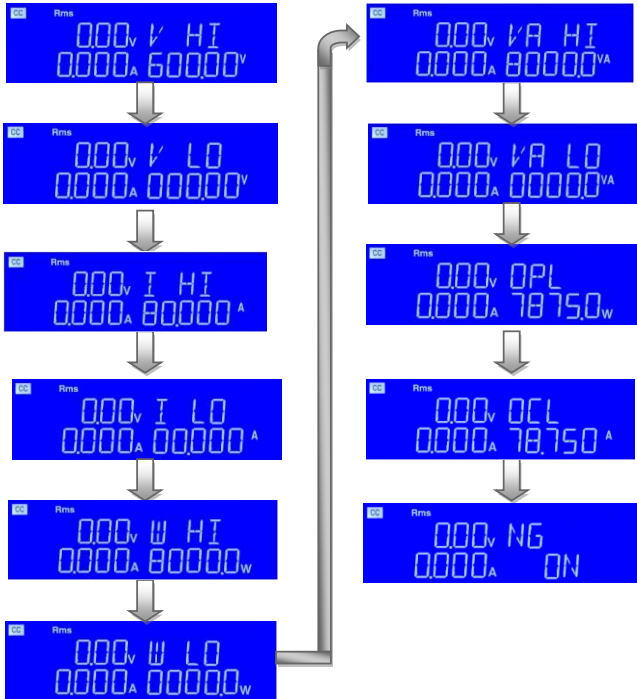 CC Rms
0.00V V HI
0.000A 600.00V
CC Rms
0.00V V LO
0.000A 000.00V
CC Rms
0.00V I HI
0.000A 80.000 A
CC Rms
0.00V I LO
0.000A 00.000 A
CC Rms
0.00V W HI
0.000A 8000.0W
CC Rms
0.00V W LO
0.000A 0000.0W
CC Rms
0.00V VA HI
0.000A 8000.0VA
CC Rms
0.00V VA LO
0.000A 0000.0VA
CC Rms
0.00V OPL
0.000A 7875.0W
CC Rms
0.00V OCL
0.000A 78.750 A
CC Rms
0.00V NG
0.000A ON